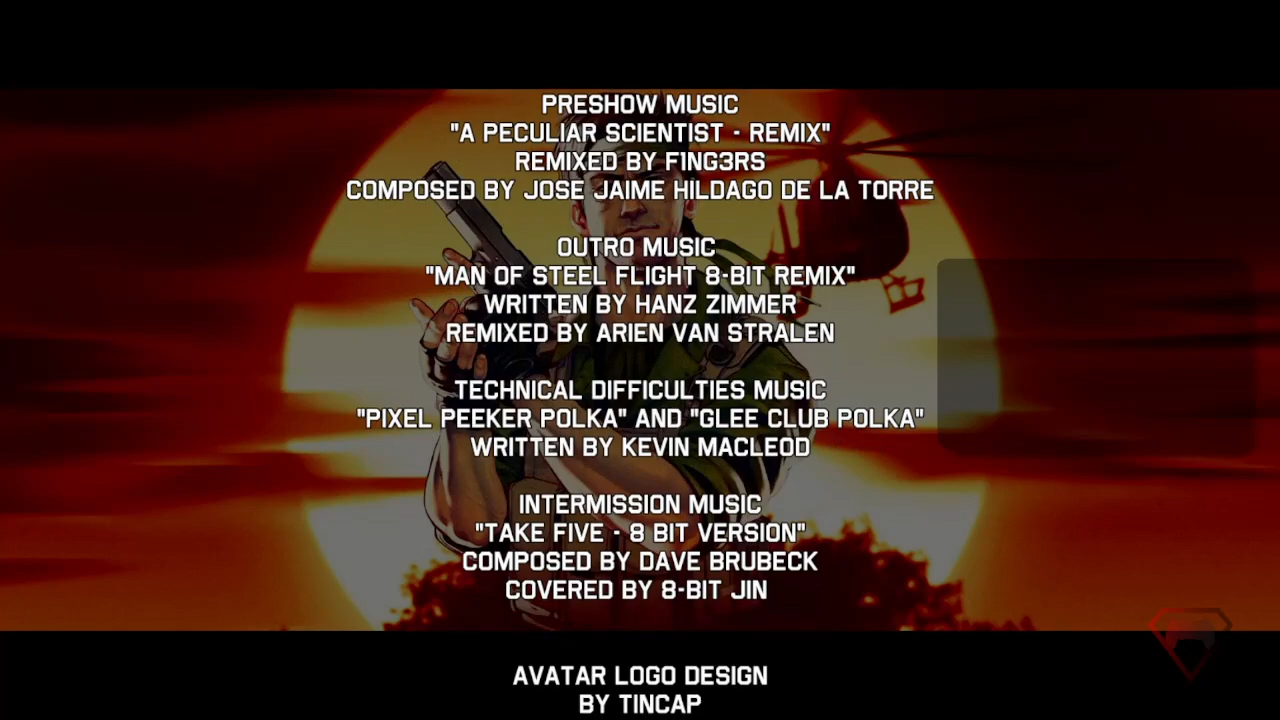 PRESHOW MUSIC
"A PECULIAR SCIENTIST - REMIX"
REMIXED BY F1NG3RS
COMPOSED BY JOSE JAIME HILDAGO DE LA TORRE
OUTRO MUSIC
"MAN OF STEEL FLIGHT 8-BIT REMIX"
WRITTEN BY HANZ ZIMMER
REMIXED BY ARIEN VAN STRALEN
TECHNICAL DIFFICULTIES MUSIC
"PIXEL PEEKER POLKA" AND "GLEE CLUB POLKA"
WRITTEN BY KEVIN MACLEOD
INTERMISSION MUSIC
"TAKE FIVE - 8 BIT VERSION"
COMPOSED BY DAVE BRUBECK
COVERED BY 8-BIT JIN
AVATAR LOGO DESIGN
BY TINCAP